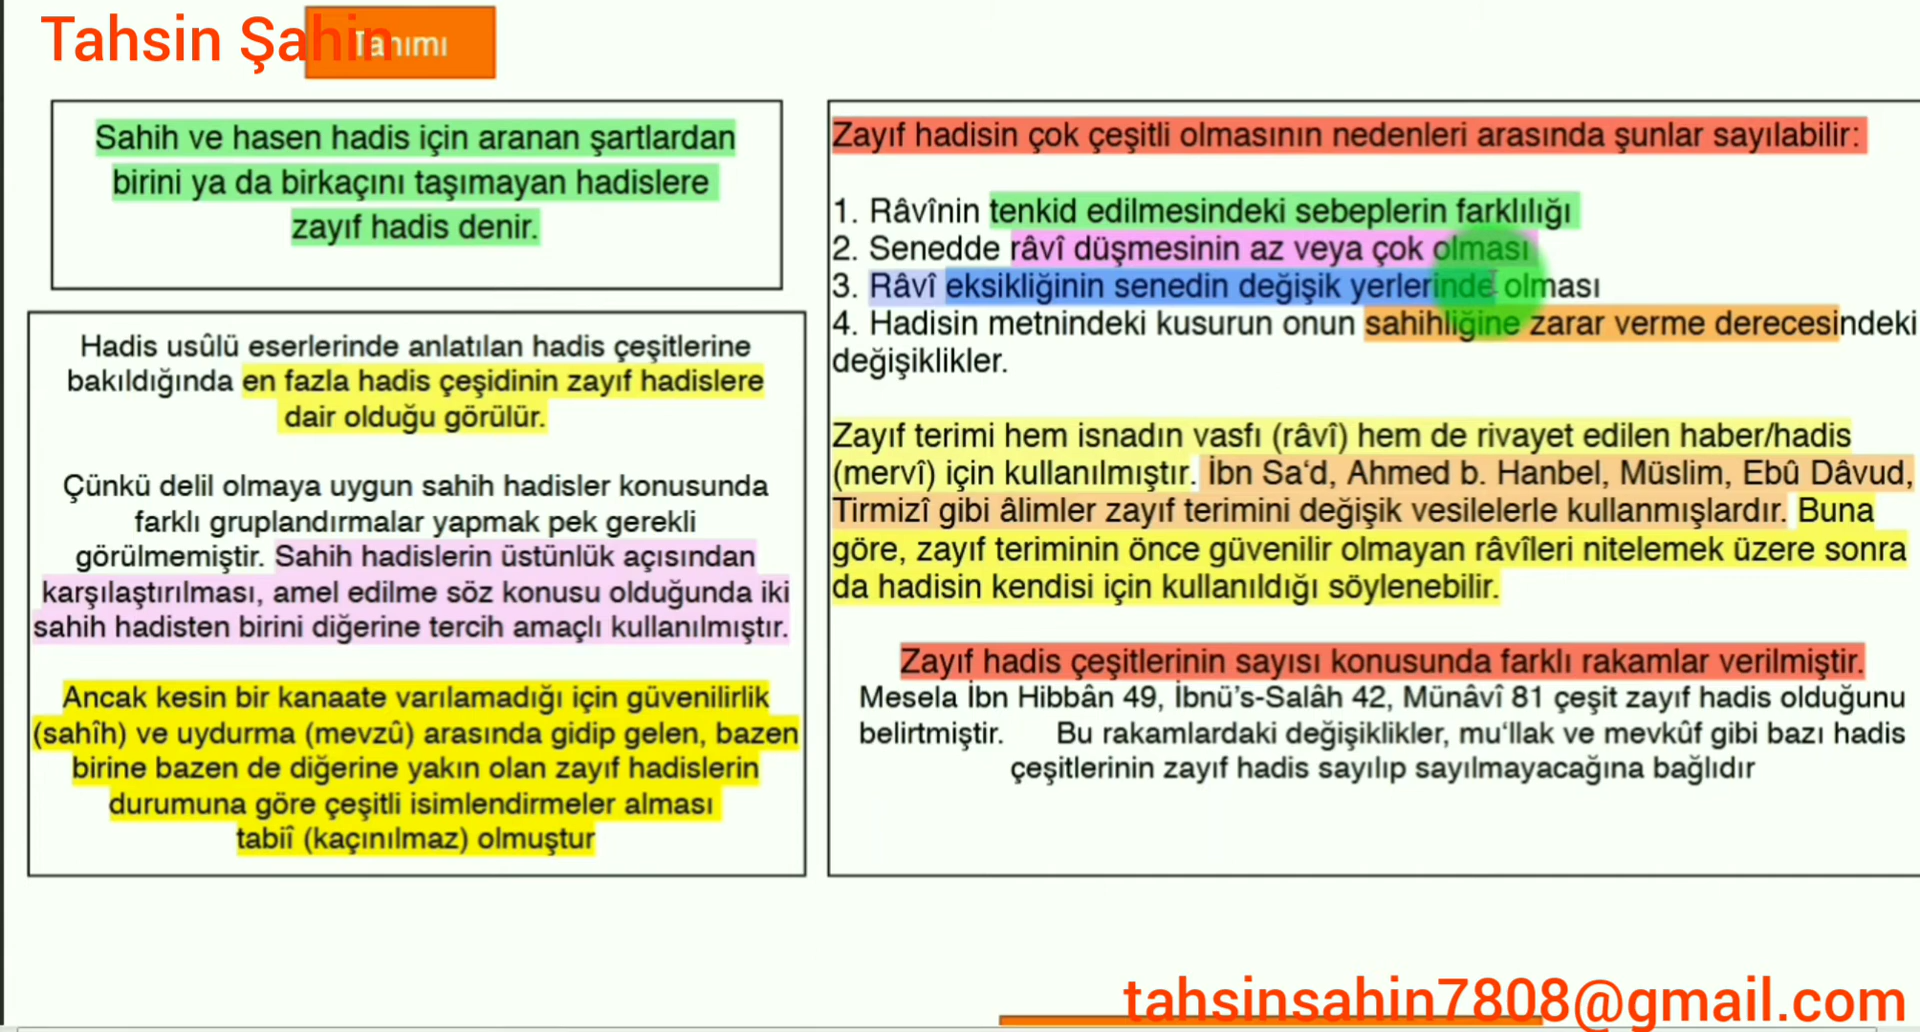 Tahsin Şahin
Tanımı
Sahih ve hasen hadis için aranan şartlardan
birini ya da birkaçını taşımayan hadislere
zayıf hadis denir.
Hadis usûlü eserlerinde anlatılan hadis çeşitlerine
bakıldığında en fazla hadis çeşidinin zayıf hadislere
dair olduğu görülür.
Çünkü delil olmaya uygun sahih hadisler konusunda
farklı gruplandırmalar yapmak pek gerekli
görülmemiştir. Sahih hadislerin üstünlük açısından
karşılaştırılması, amel edilme söz konusu olduğunda iki
sahih hadisten birini diğerine tercih amaçlı kullanılmıştır.
Ancak kesin bir kanaate varılamadığı için güvenilirlik
(sahîh) ve uydurma (mevzû) arasında gidip gelen, bazen
birine bazen de diğerine yakın olan zayıf hadislerin
durumuna göre çeşitli isimlendirmeler alması
tabiî (kaçınılmaz) olmuştur
Zayıf hadisin çok çeşitli olmasının nedenleri arasında şunlar sayılabilir:
1. Râvînin tenkid edilmesindeki sebeplerin farklılığı
2. Senedde râvî düşmesinin az veya çok olması
3. Râvî eksikliğinin senedin değişik yerlerinde olması
4. Hadisin metnindeki kusurun onun sahihliğine zarar verme derecesindeki
değişiklikler.
Zayıf terimi hem isnadın vasfı (râvî) hem de rivayet edilen haber/hadis
(mervî) için kullanılmıştır. İbn Sa‘d, Ahmed b. Hanbel, Müslim, Ebû Dâvud,
Tirmizî gibi âlimler zayıf terimini değişik vesilelerle kullanmışlardır. Buna
göre, zayıf teriminin önce güvenilir olmayan râvîleri nitelemek üzere sonra
da hadisin kendisi için kullanıldığı söylenebilir.
Zayıf hadis çeşitlerinin sayısı konusunda farklı rakamlar verilmiştir.
Mesela İbn Hibbân 49, İbnü’s-Salâh 42, Münâvî 81 çeşit zayıf hadis olduğunu
belirtmiştir. Bu rakamlardaki değişiklikler, mu‘llak ve mevkûf gibi bazı hadis
çeşitlerinin zayıf hadis sayılıp sayılmayacağına bağlıdır
tahsinsahin7808@gmail.com